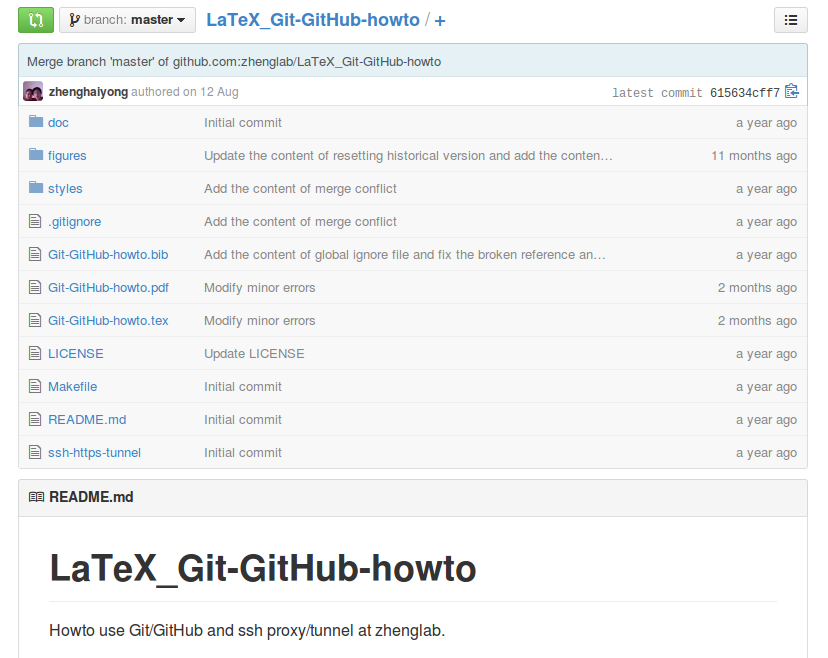 branch: master LaTeX_Git-GitHub-howto / +
Merge branch 'master' of github.com:zhenglab/LaTeX_Git-GitHub-howto
zhenghaiyong authored on 12 Aug latest commit 615634cff7
doc Initial commit a year ago
figures Update the content of resetting historical version and add the conten… 11 months ago
styles Add the content of merge conflict a year ago
.gitignore Add the content of merge conflict a year ago
Git-GitHub-howto.bib Add the content of global ignore file and fix the broken reference an… a year ago
Git-GitHub-howto.pdf Modify minor errors 2 months ago
Git-GitHub-howto.tex Modify minor errors 2 months ago
LICENSE Update LICENSE a year ago
Makefile Initial commit a year ago
README.md Initial commit a year ago
ssh-https-tunnel Initial commit a year ago
README.md
LaTeX_Git-GitHub-howto
Howto use Git/GitHub and ssh proxy/tunnel at zhenglab.